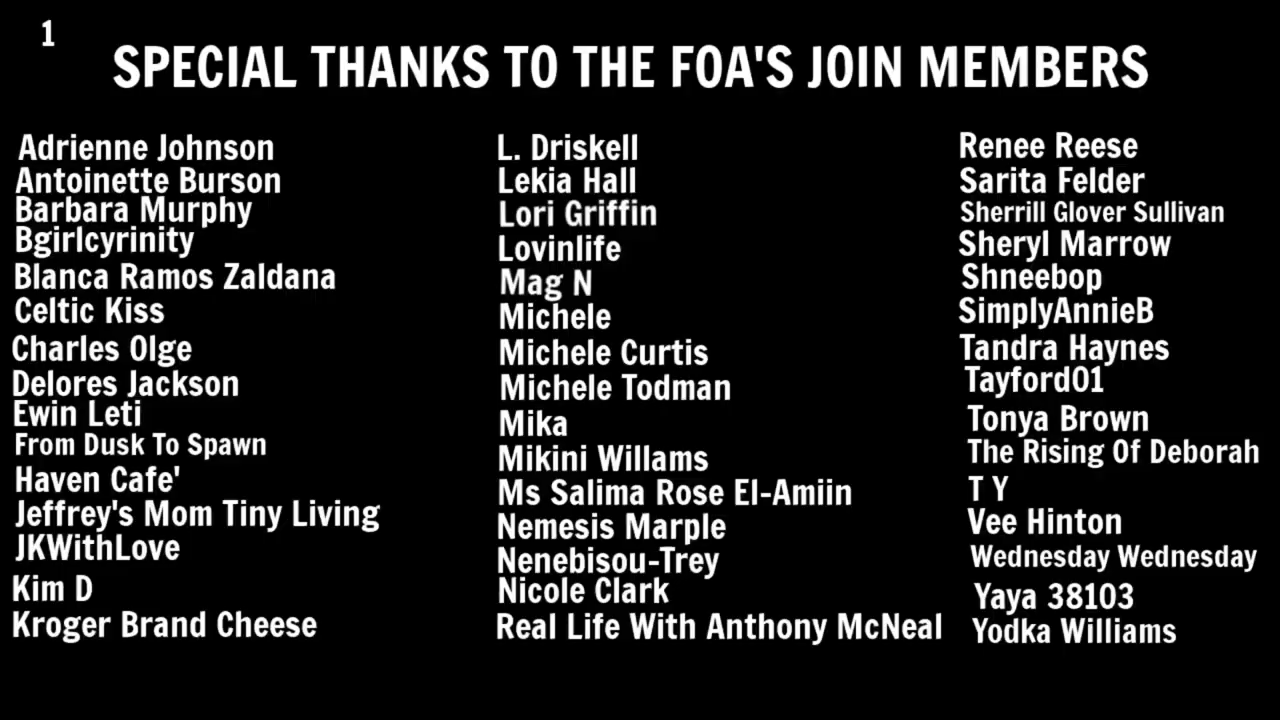 1
SPECIAL THANKS TO THE FOA'S JOIN MEMBERS
Adrienne Johnson
Antoinette Burson
Barbara Murphy
Bgirlcyrinity
Blanca Ramos Zaldana
Celtic Kiss
Charles Olge
Delores Jackson
Ewin Leti
From Dusk To Spawn
Haven Cafe'
Jeffrey's Mom Tiny Living
JKWithLove
Kim D
Kroger Brand Cheese
L. Driskell
Lekia Hall
Lori Griffin
Lovinlife
Mag N
Michele
Michele Curtis
Michele Todman
Mika
Mikini Willams
Ms Salima Rose El-Amiin
Nemesis Marple
Nenebisou-Trey
Nicole Clark
Real Life With Anthony McNeal
Renee Reese
Sarita Felder
Sherrill Glover Sullivan
Sheryl Marrow
Shneebop
SimplyAnnieB
Tandra Haynes
Tayford01
Tonya Brown
The Rising Of Deborah
T Y
Vee Hinton
Wednesday Wednesday
Yaya 38103
Yodka Williams